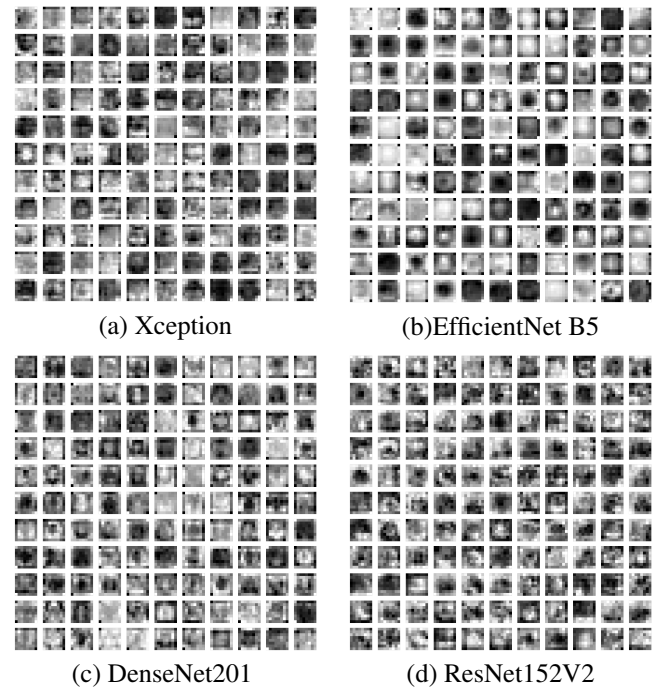 (a) Xception
(b)EfficientNet B5
(c) DenseNet201
(d) ResNet152V2